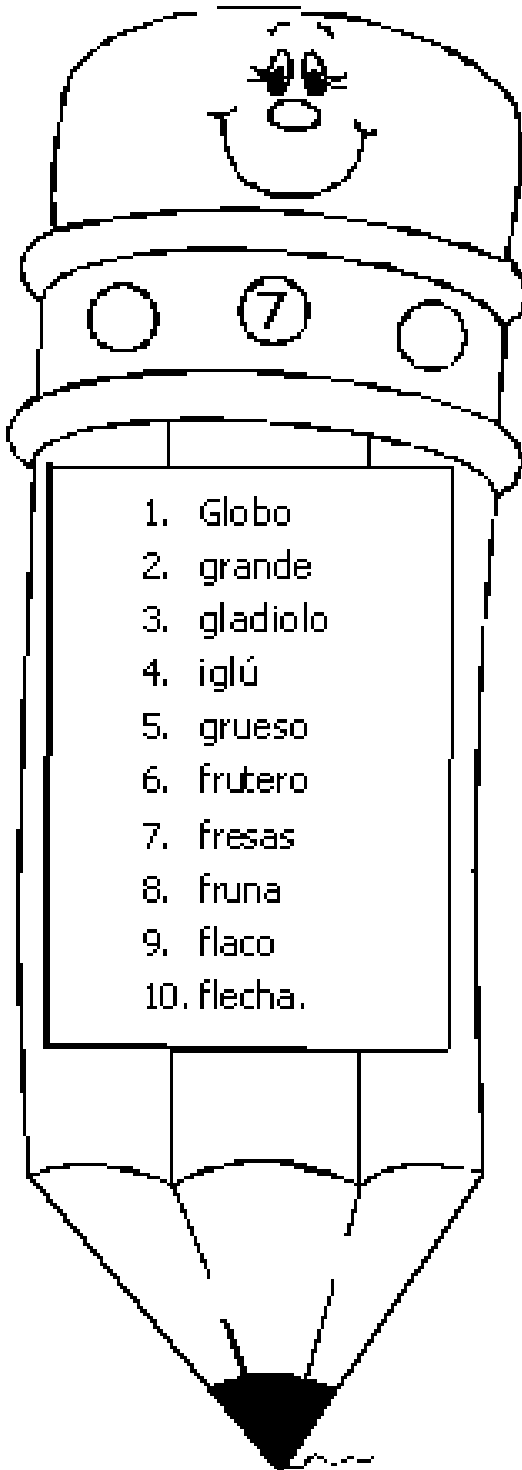 7
1. Globo
2. grande
3. gladiolo
4. iglú
5. grueso
6. frutero
7. fresas
8. fruna
9. flaco
10. flecha.